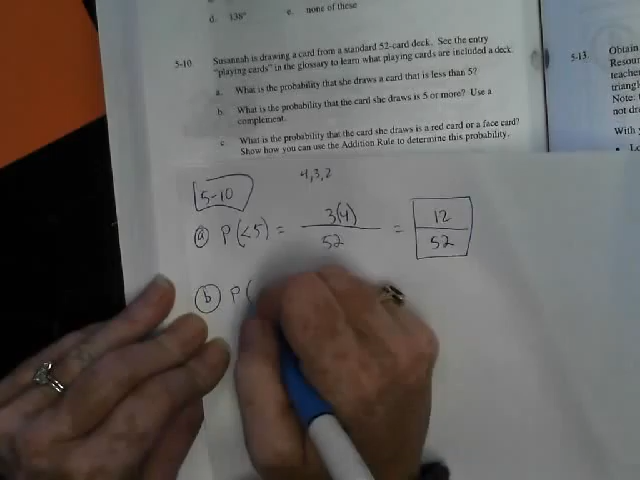 d. 138° e. none of these
5-10. Susannah is drawing a card from a standard 52-card deck. See the entry
"playing cards" in the glossary to learn what playing cards are included a deck.
a. What is the probability that she draws a card that is less than 5?
b. What is the probability that the card she draws is 5 or more? Use a
complement.
c. What is the probability that the card she draws is a red card or a face card?
Show how you can use the Addition Rule to determine this probability.
5-13. Obtain
Resour
teache
triangl
Note:
not dra
With
4,3,2
5-10
a P(<5) = 3(4)/52 = 12/52
b P(